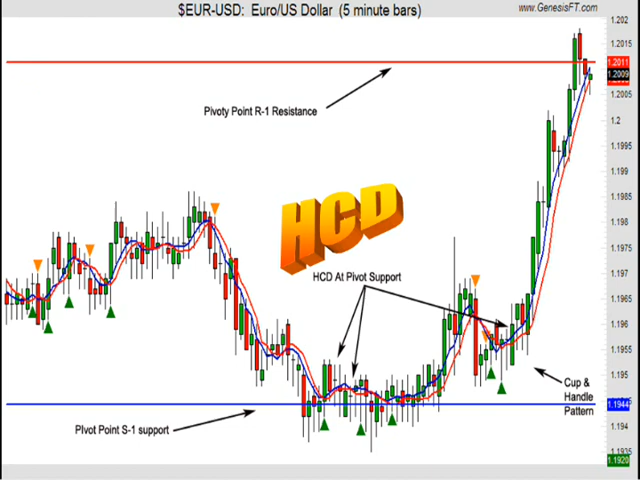 $EUR-USD: Euro/US Dollar (5 minute bars)
www.GenesisFT.com
1.202
1.2015
1.2011
1.2009
1.2005
1.2
1.1995
1.199
1.1985
1.198
1.1975
1.197
1.1965
1.196
1.1955
1.195
1.1944
1.194
1.1935
1.1920
Pivoty Point R-1 Resistance
HCD
HCD At Pivot Support
Cup &
Handle
Pattern
PIvot Point S-1 support